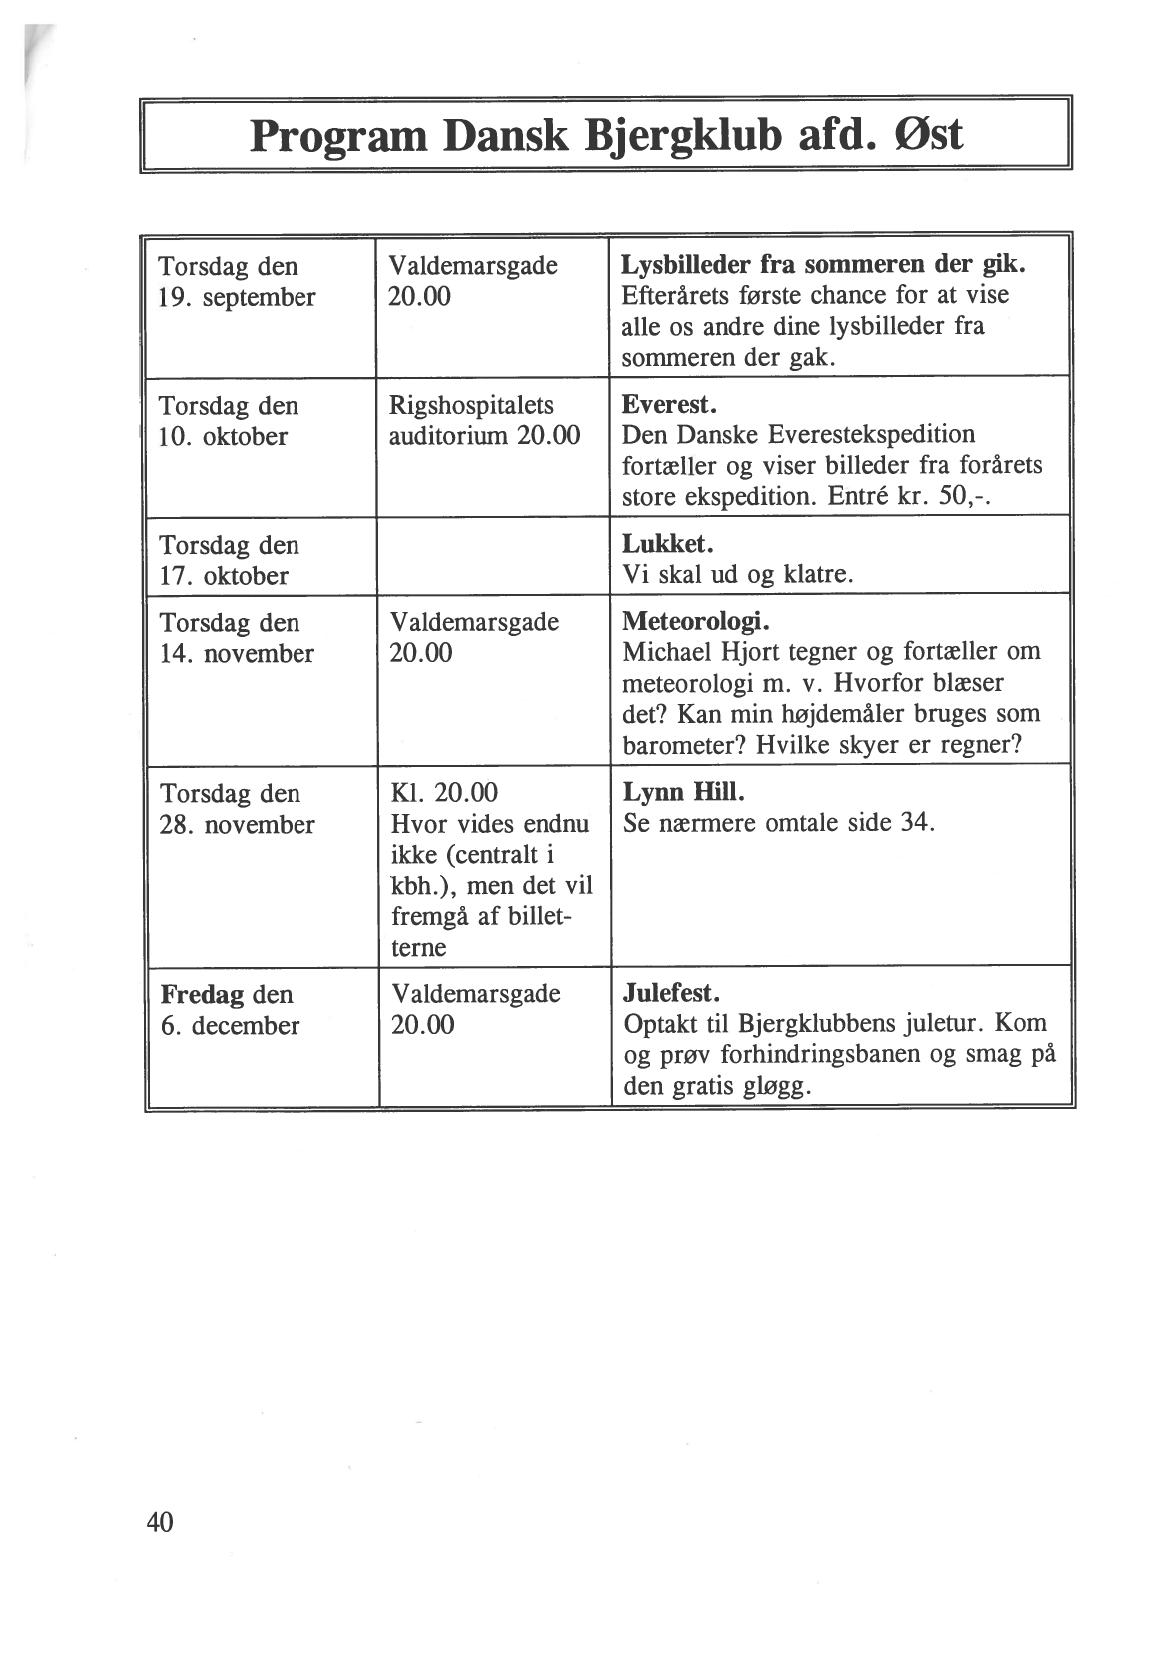 Program Dansk Bjergklub afd. Øst
Torsdag den
19. september
Valdemarsgade
20.00
Lysbilleder fra sommeren der gik.
Efterårets første chance for at vise
alle os andre dine lysbilleder fra
sommeren der gak.
Torsdag den
10. oktober
Rigshospitalets
auditorium 20.00
Everest.
Den Danske Everestekspedition
fortæller og viser billeder fra forårets
store ekspedition. Entré kr. 50,-.
Torsdag den
17. oktober
Lukket.
Vi skal ud og klatre.
Torsdag den
14. november
Valdemarsgade
20.00
Meteorologi.
Michael Hjort tegner og fortæller om
meteorologi m. v. Hvorfor blæser
det? Kan min højdemåler bruges som
barometer? Hvilke skyer er regner?
Torsdag den
28. november
Kl. 20.00
Hvor vides endnu
ikke (centralt i
kbh.), men det vil
fremgå af billet-
terne
Lynn Hill.
Se nærmere omtale side 34.
Fredag den
6. december
Valdemarsgade
20.00
Julefest.
Optakt til Bjergklubbens juletur. Kom
og prøv forhindringsbanen og smag på
den gratis gløgg.
40